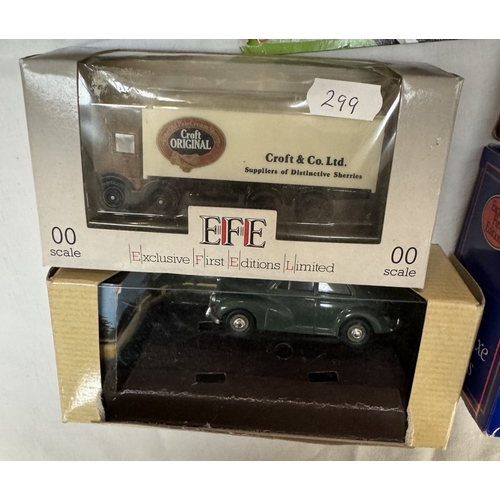 299
Croft
ORIGINAL
Croft & Co. Ltd.
Suppliers of Distinctive Sherries
EFE
00
scale
00
scale
Exclusive First Editions Limited